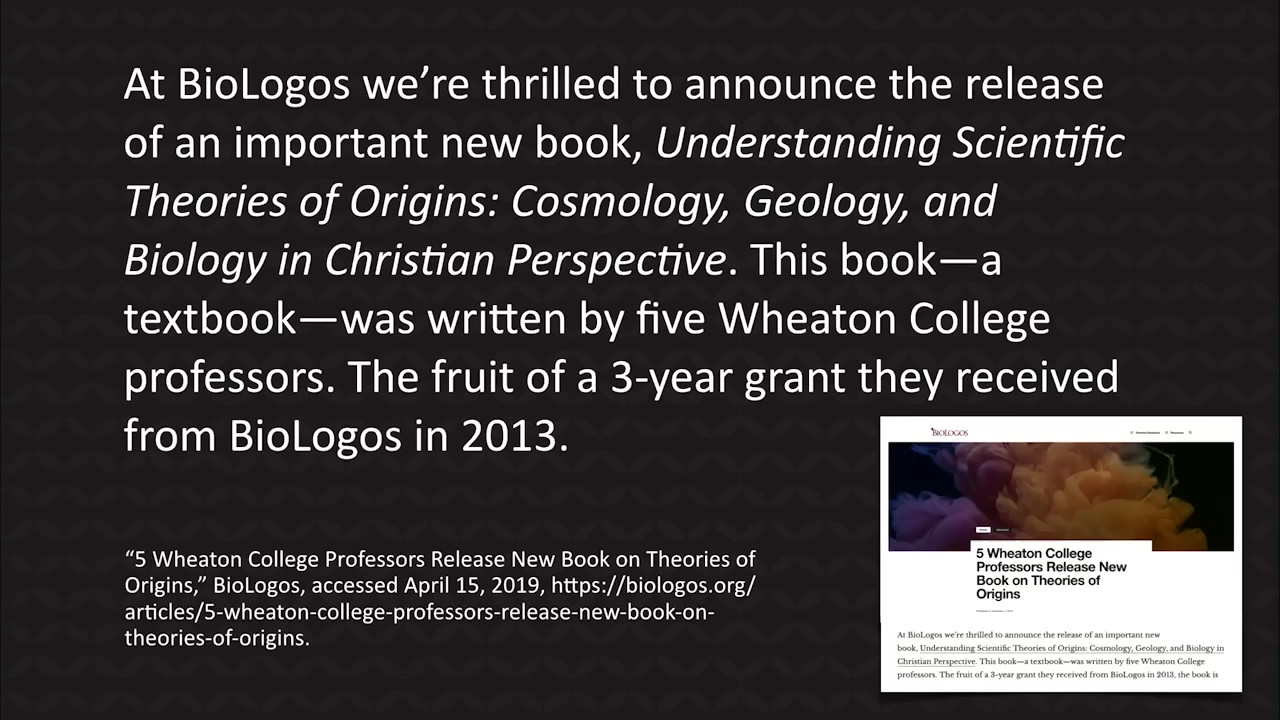 At BioLogos we’re thrilled to announce the release
of an important new book, Understanding Scientific
Theories of Origins: Cosmology, Geology, and
Biology in Christian Perspective. This book—a
textbook—was written by five Wheaton College
professors. The fruit of a 3-year grant they received
from BioLogos in 2013.
“5 Wheaton College Professors Release New Book on Theories of
Origins,” BioLogos, accessed April 15, 2019, https://biologos.org/
articles/5-wheaton-college-professors-release-new-book-on-
theories-of-origins.
BIOLOGOS
5 Wheaton College
Professors Release New
Book on Theories of
Origins
At BioLogos we’re thrilled to announce the release of an important new
book, Understanding Scientific Theories of Origins: Cosmology, Geology, and Biology in
Christian Perspective. This book—a textbook—was written by five Wheaton College
professors. The fruit of a 3-year grant they received from BioLogos in 2013, the book is